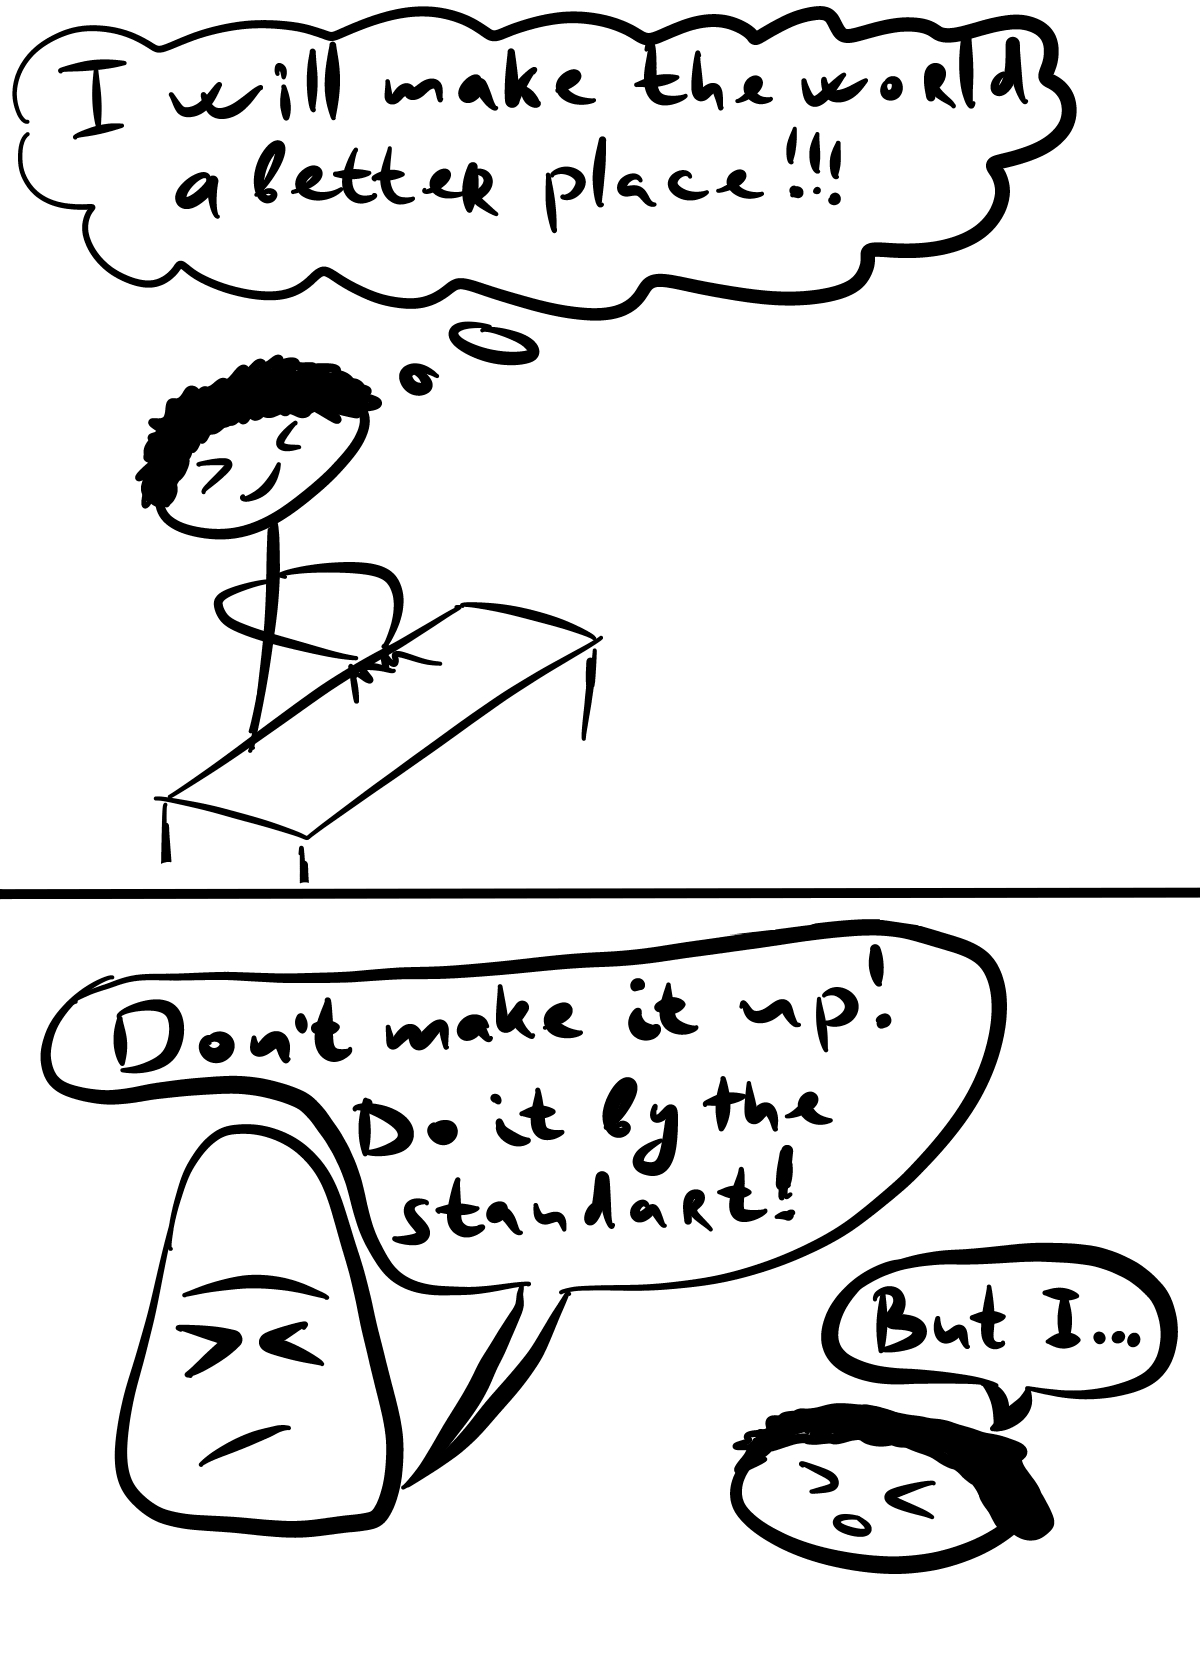 I will make the world
a better place!!!
Don't make it up!
Do it by the
standart!
But I...